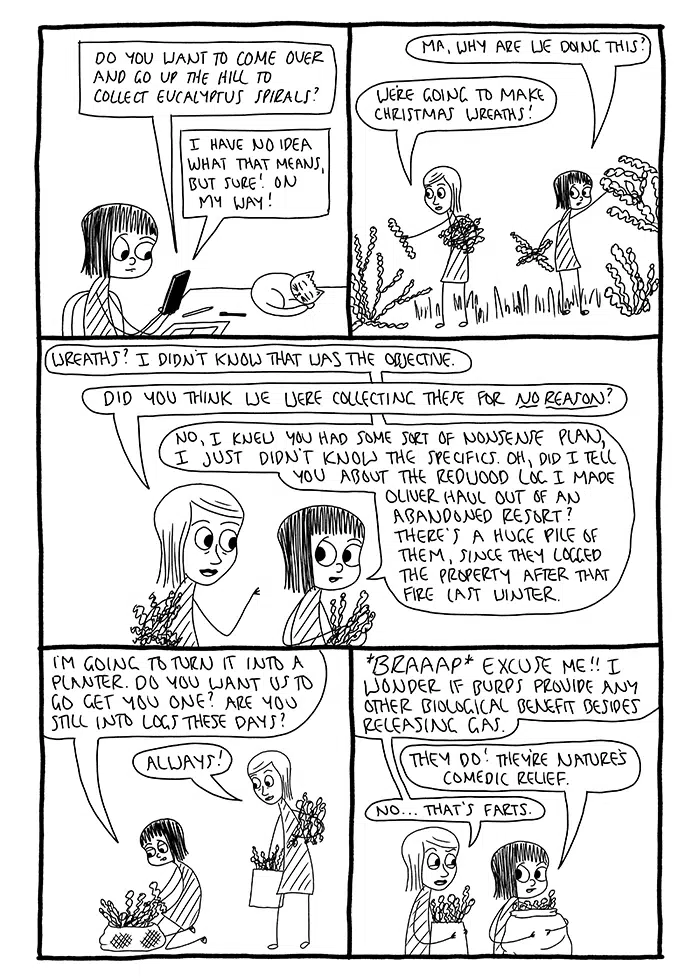 DO YOU WANT TO COME OVER
AND GO UP THE HILL TO
COLLECT EUCALYPTUS SPIRALS?
I HAVE NO IDEA
WHAT THAT MEANS,
BUT SURE! ON
MY WAY!
MA, WHY ARE WE DOING THIS?
WE'RE GOING TO MAKE
CHRISTMAS WREATHS!
WREATHS? I DIDN'T KNOW THAT WAS THE OBJECTIVE.
DID YOU THINK WE WERE COLLECTING THESE FOR NO REASON?
NO, I KNEW YOU HAD SOME SORT OF NONSENSE PLAN,
I JUST DIDN'T KNOW THE SPECIFICS. OH, DID I TELL
YOU ABOUT THE REDWOOD LOG I MADE
OLIVER HAUL OUT OF AN
ABANDONED RESORT?
THERE'S A HUGE PILE OF
THEM, SINCE THEY LOGGED
THE PROPERTY AFTER THAT
FIRE LAST WINTER.
I'M GOING TO TURN IT INTO A
PLANTER. DO YOU WANT US TO
GO GET YOU ONE? ARE YOU
STILL INTO LOGS THESE DAYS?
ALWAYS!
*BRAAAP* EXCUSE ME!! I
WONDER IF BURPS PROVIDE ANY
OTHER BIOLOGICAL BENEFIT BESIDES
RELEASING GAS.
THEY DO! THEY'RE NATURE'S
COMEDIC RELIEF.
NO... THAT'S FARTS.